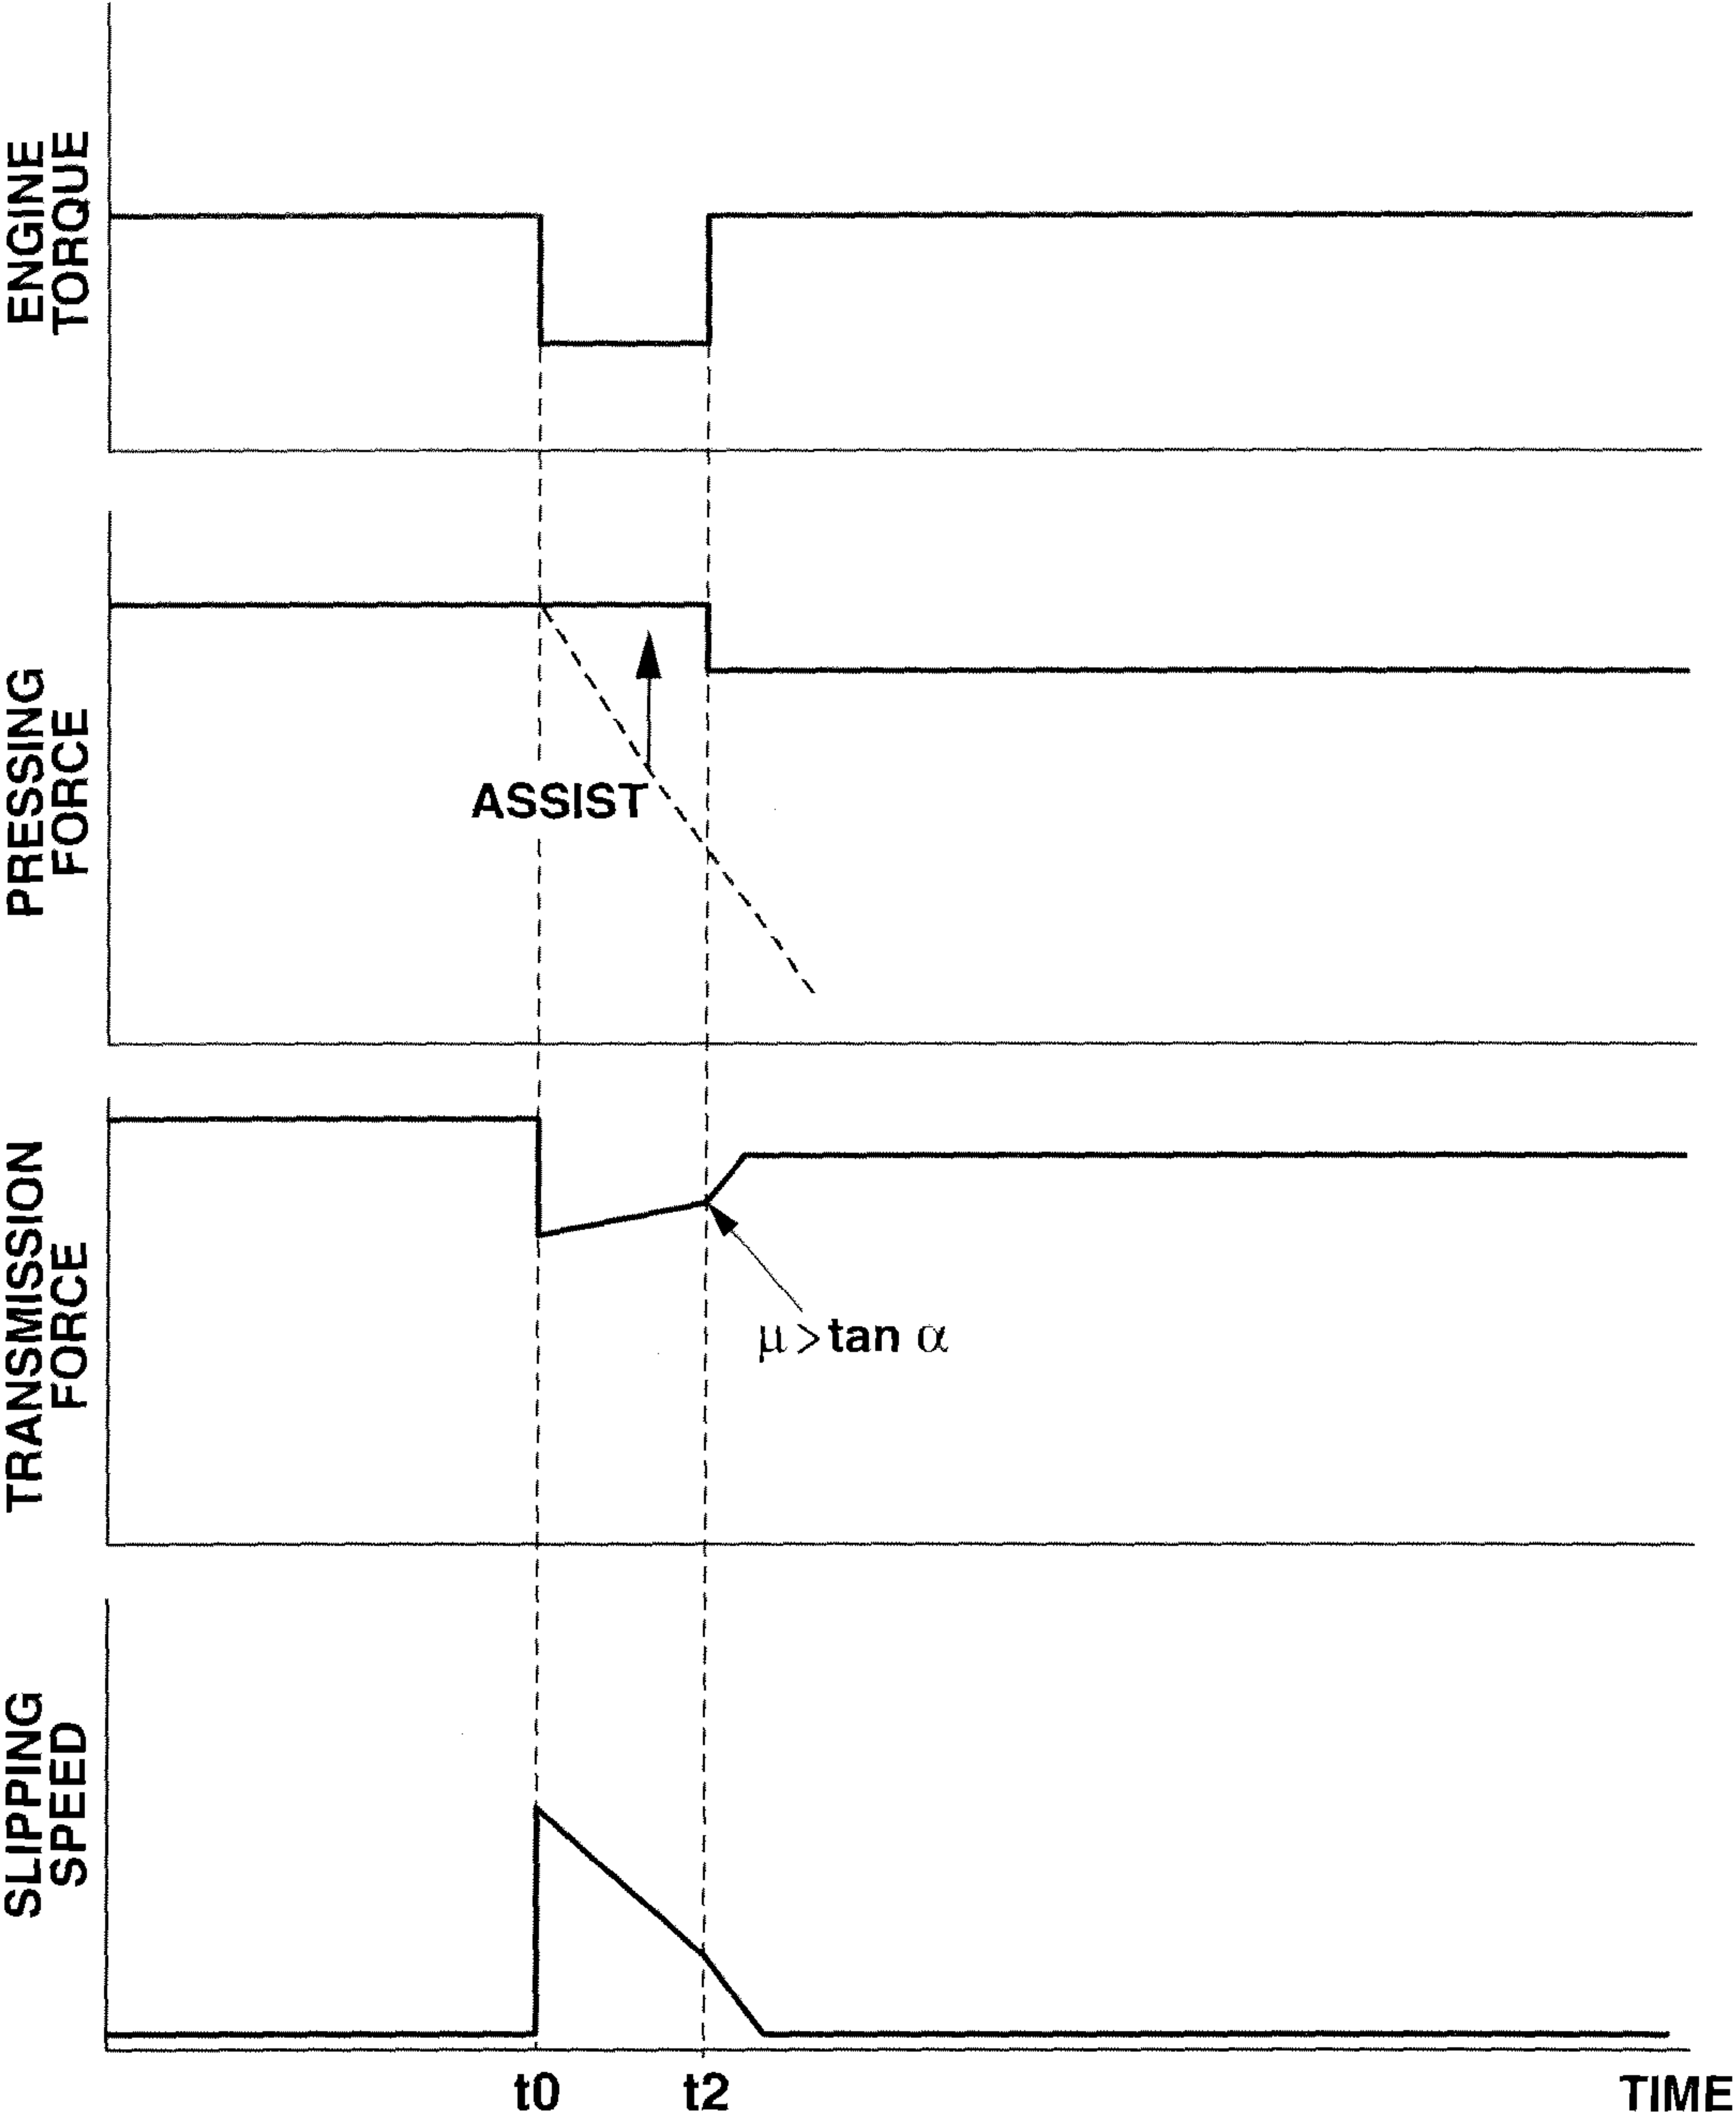 ENGINE
TORQUE
PRESSING
FORCE
ASSIST
TRANSMISSION
FORCE
μ > tan α
SLIPPING
SPEED
t0
t2
TIME